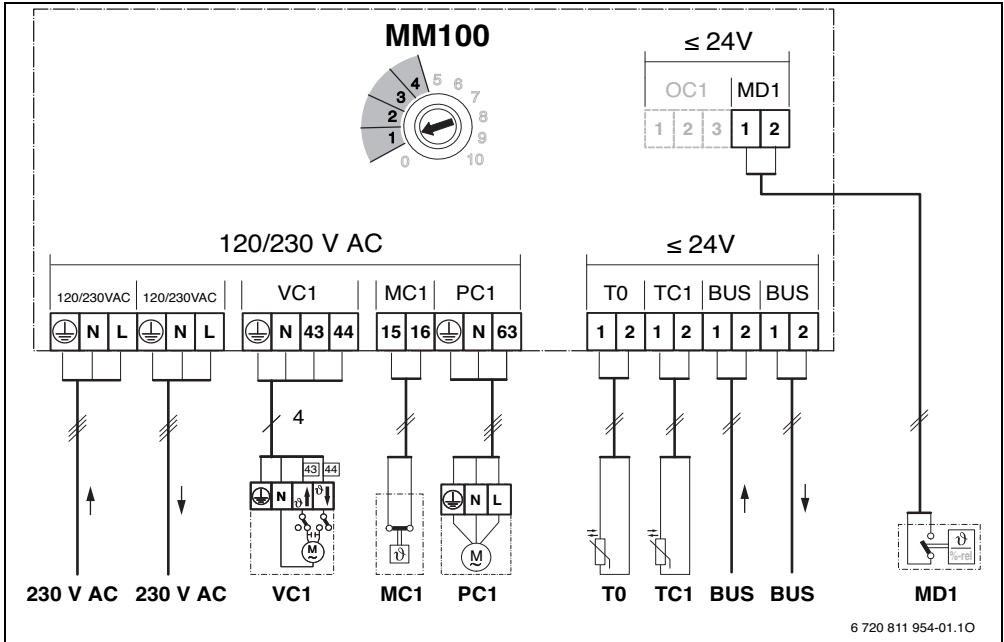 MM100
≤ 24V
OC1 MD1
1 2 3 1 2
0 1 2 3 4 5 6 7 8 9 10
120/230 V AC
≤ 24V
120/230VAC 120/230VAC VC1 MC1 PC1 T0 TC1 BUS BUS
N L N L N 43 44 15 16 N 63 1 2 1 2 1 2 1 2
4
43 44
N ϑ ϑ N L
M ~
ϑ
M ~
ϑ
%-rel
230 V AC 230 V AC VC1 MC1 PC1 T0 TC1 BUS BUS MD1
6 720 811 954-01.1O